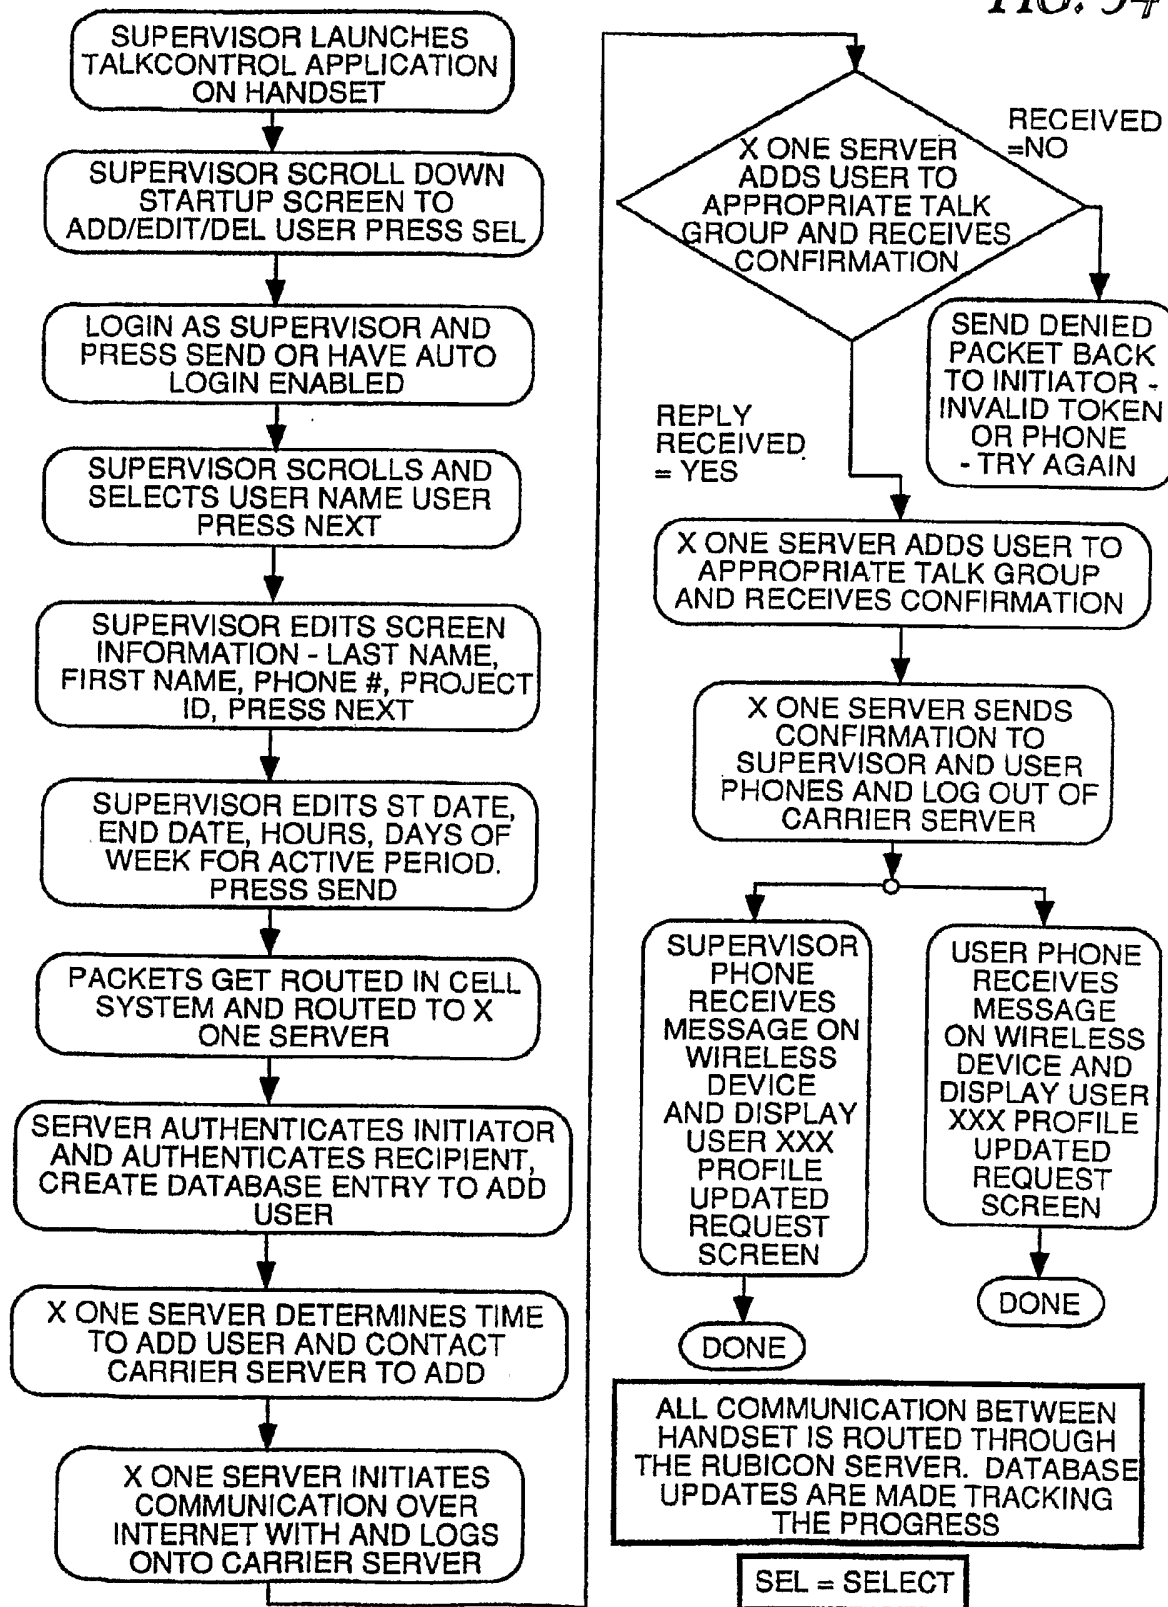 FIG. 34
SUPERVISOR LAUNCHES
TALKCONTROL APPLICATION
ON HANDSET
SUPERVISOR SCROLL DOWN
STARTUP SCREEN TO
ADD/EDIT/DEL USER PRESS SEL
LOGIN AS SUPERVISOR AND
PRESS SEND OR HAVE AUTO
LOGIN ENABLED
SUPERVISOR SCROLLS AND
SELECTS USER NAME USER
PRESS NEXT
SUPERVISOR EDITS SCREEN
INFORMATION - LAST NAME,
FIRST NAME, PHONE #, PROJECT
ID, PRESS NEXT
SUPERVISOR EDITS ST DATE,
END DATE, HOURS, DAYS OF
WEEK FOR ACTIVE PERIOD.
PRESS SEND
PACKETS GET ROUTED IN CELL
SYSTEM AND ROUTED TO X
ONE SERVER
SERVER AUTHENTICATES INITIATOR
AND AUTHENTICATES RECIPIENT,
CREATE DATABASE ENTRY TO ADD
USER
X ONE SERVER DETERMINES TIME
TO ADD USER AND CONTACT
CARRIER SERVER TO ADD
X ONE SERVER INITIATES
COMMUNICATION OVER
INTERNET WITH AND LOGS
ONTO CARRIER SERVER
X ONE SERVER
ADDS USER TO
APPROPRIATE TALK
GROUP AND RECEIVES
CONFIRMATION
RECEIVED
=NO
SEND DENIED
PACKET BACK
TO INITIATOR -
INVALID TOKEN
OR PHONE
- TRY AGAIN
REPLY
RECEIVED
= YES
X ONE SERVER ADDS USER TO
APPROPRIATE TALK GROUP
AND RECEIVES CONFIRMATION
X ONE SERVER SENDS
CONFIRMATION TO
SUPERVISOR AND USER
PHONES AND LOG OUT OF
CARRIER SERVER
SUPERVISOR
PHONE
RECEIVES
MESSAGE ON
WIRELESS
DEVICE
AND DISPLAY
USER XXX
PROFILE
UPDATED
REQUEST
SCREEN
DONE
USER PHONE
RECEIVES
MESSAGE
ON WIRELESS
DEVICE AND
DISPLAY USER
XXX PROFILE
UPDATED
REQUEST
SCREEN
DONE
ALL COMMUNICATION BETWEEN
HANDSET IS ROUTED THROUGH
THE RUBICON SERVER. DATABASE
UPDATES ARE MADE TRACKING
THE PROGRESS
SEL = SELECT